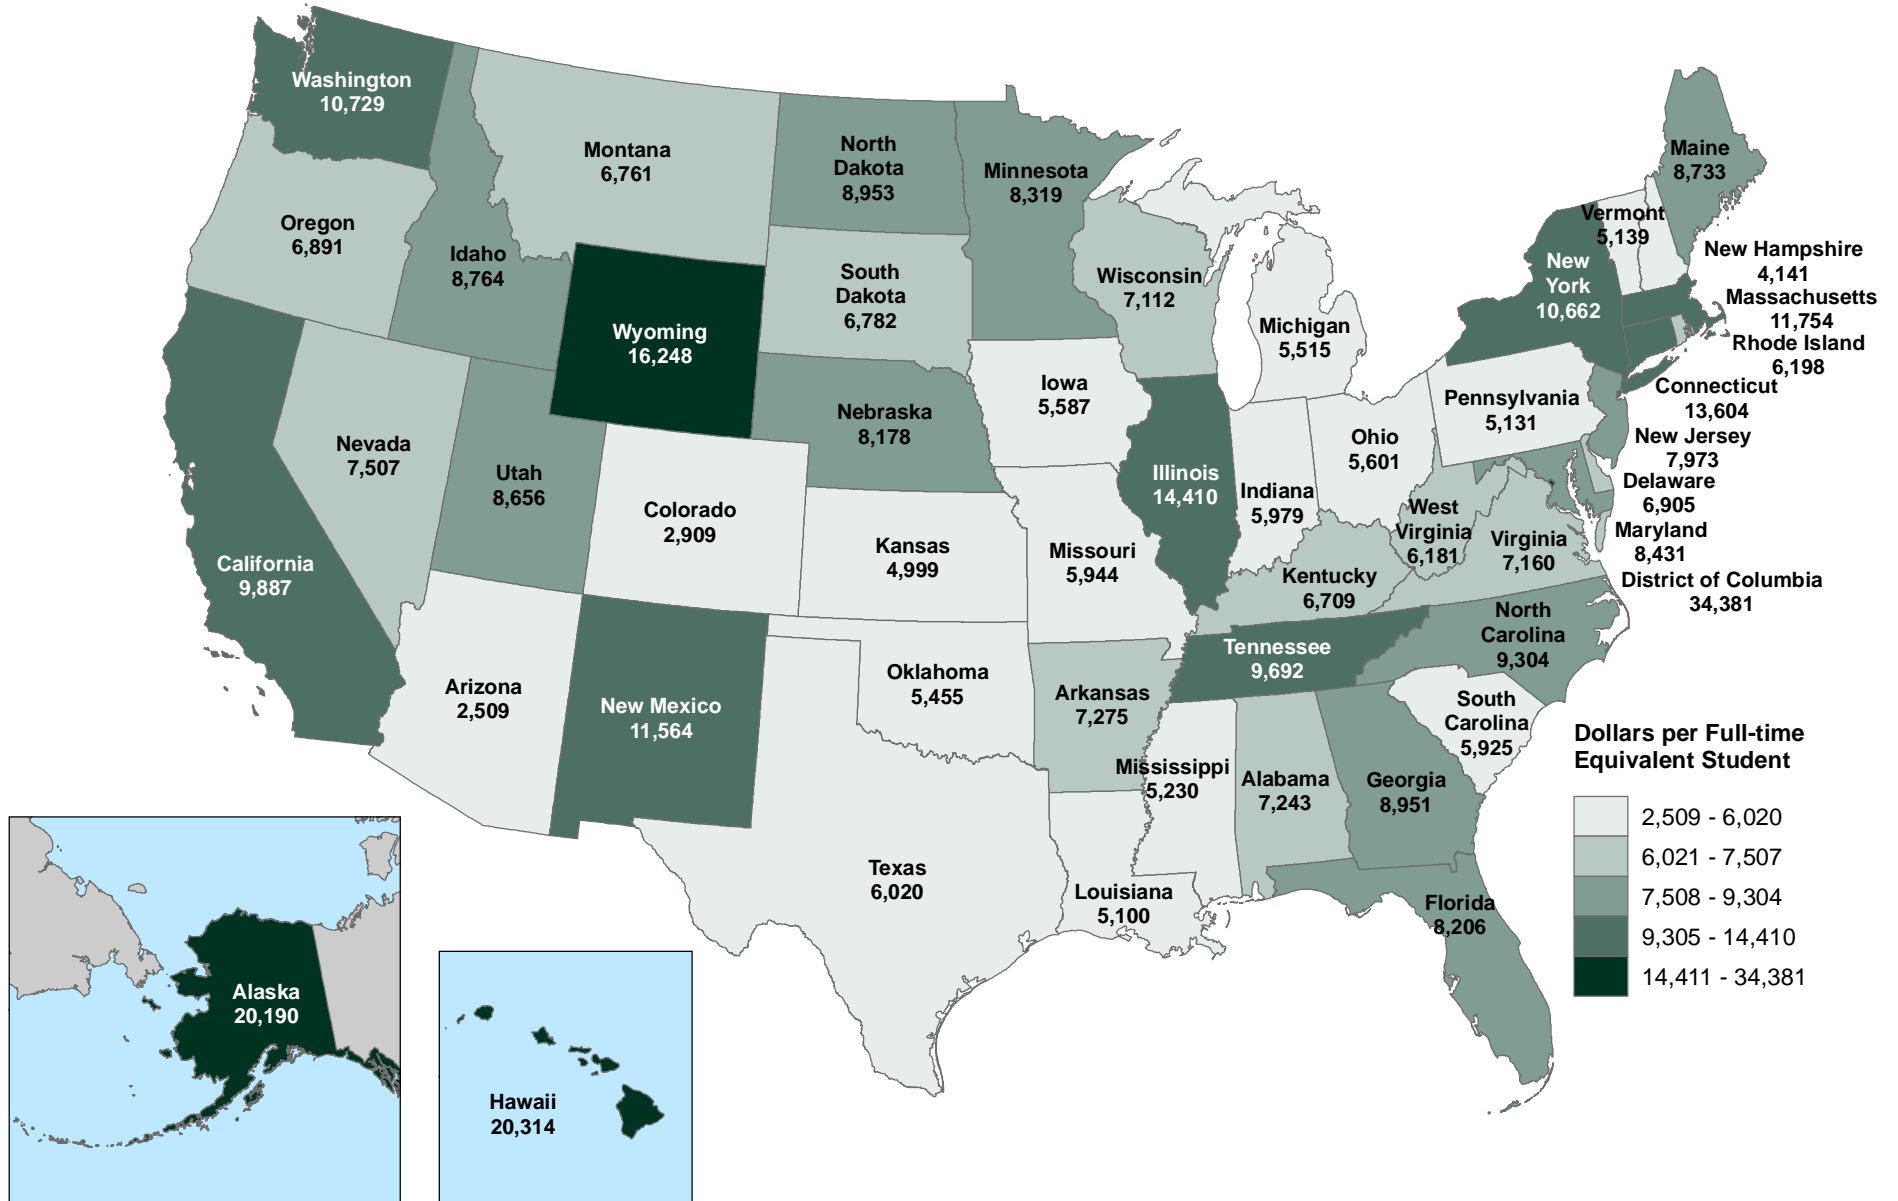 Washington
10,729
Montana
6,761
North
Dakota
8,953
Minnesota
8,319
Maine
8,733
Oregon
6,891
Idaho
8,764
Vermont
5,139
New Hampshire
4,141
South
Dakota
6,782
Wisconsin
7,112
New
York
10,662
Massachusetts
11,754
Wyoming
16,248
Michigan
5,515
Rhode Island
6,198
Iowa
5,587
Connecticut
13,604
Pennsylvania
5,131
Nebraska
8,178
Nevada
7,507
Ohio
5,601
New Jersey
7,973
Utah
8,656
Illinois
14,410
Indiana
5,979
Delaware
6,905
Colorado
2,909
West
Virginia
6,181
Virginia
7,160
Maryland
8,431
California
9,887
Kansas
4,999
Missouri
5,944
Kentucky
6,709
District of Columbia
34,381
North
Carolina
9,304
Tennessee
9,692
Arizona
2,509
New Mexico
11,564
Oklahoma
5,455
Arkansas
7,275
South
Carolina
5,925
Mississippi
5,230
Alabama
7,243
Georgia
8,951
Texas
6,020
Louisiana
5,100
Florida
8,206
Alaska
20,190
Hawaii
20,314
Dollars per Full-time
Equivalent Student
2,509 - 6,020
6,021 - 7,507
7,508 - 9,304
9,305 - 14,410
14,411 - 34,381